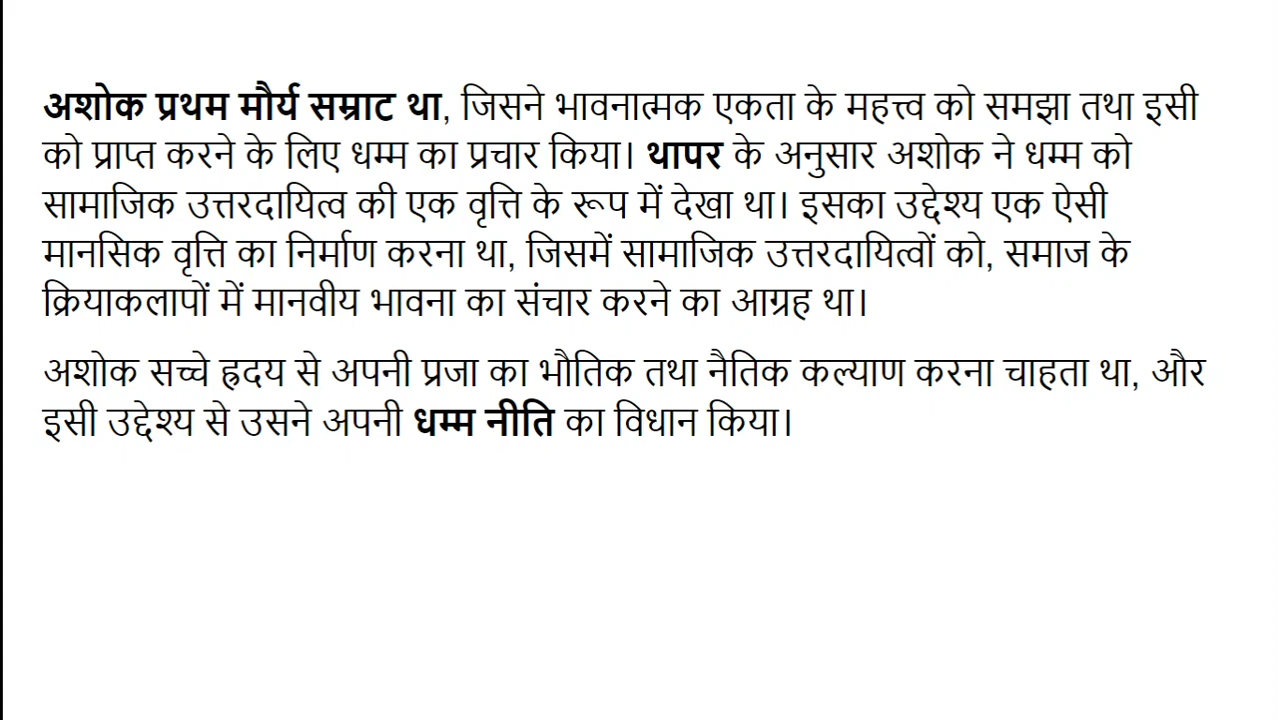 अशोक प्रथम मौर्य सम्राट था, जिसने भावनात्मक एकता के महत्त्व को समझा तथा इसी
को प्राप्त करने के लिए धम्म का प्रचार किया। थापर के अनुसार अशोक ने धम्म को
सामाजिक उत्तरदायित्व की एक वृत्ति के रूप में देखा था। इसका उद्देश्य एक ऐसी
मानसिक वृत्ति का निर्माण करना था, जिसमें सामाजिक उत्तरदायित्वों को, समाज के
क्रियाकलापों में मानवीय भावना का संचार करने का आग्रह था।
अशोक सच्चे ह्रदय से अपनी प्रजा का भौतिक तथा नैतिक कल्याण करना चाहता था, और
इसी उद्देश्य से उसने अपनी धम्म नीति का विधान किया।